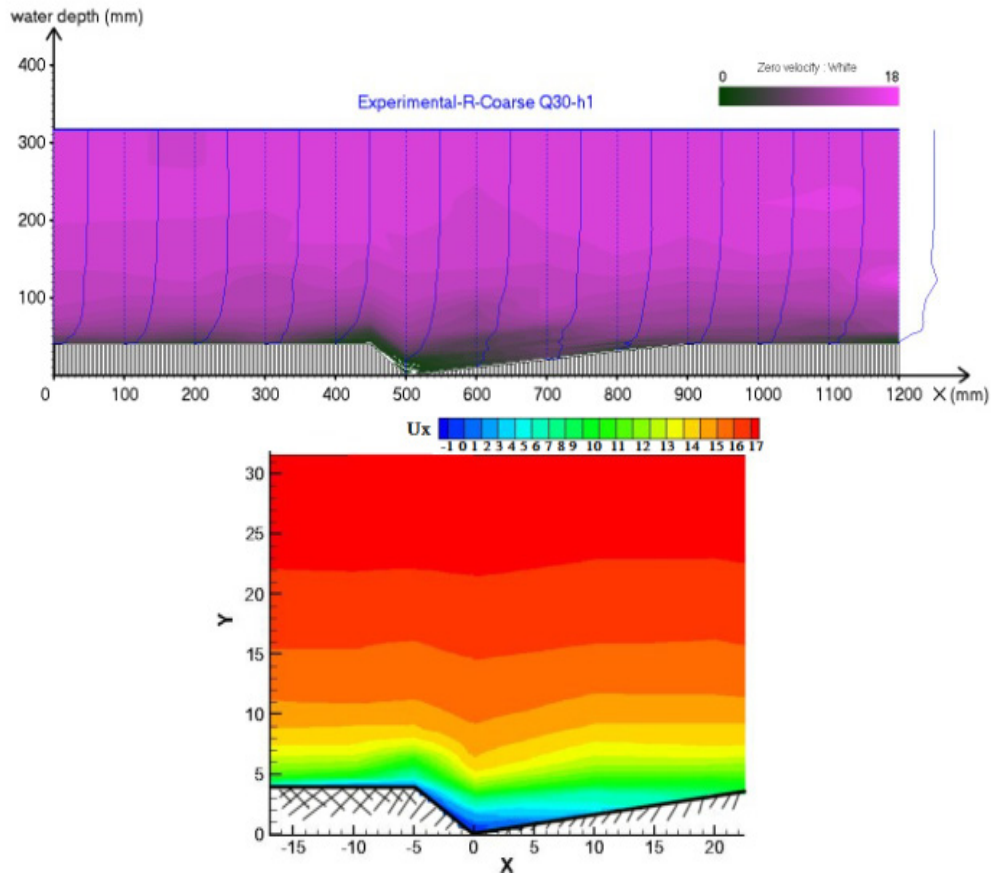 water depth (mm)
400
300
200
100
0 Zero velocity : White 18
Experimental-R-Coarse Q30-h1
0 100 200 300 400 500 600 700 800 900 1000 1100 1200 X (mm)
Ux
-1 0 1 2 3 4 5 6 7 8 9 10 11 12 13 14 15 16 17
30
25
20
Y
15
10
5
0
-15 -10 -5 0 5 10 15 20
X